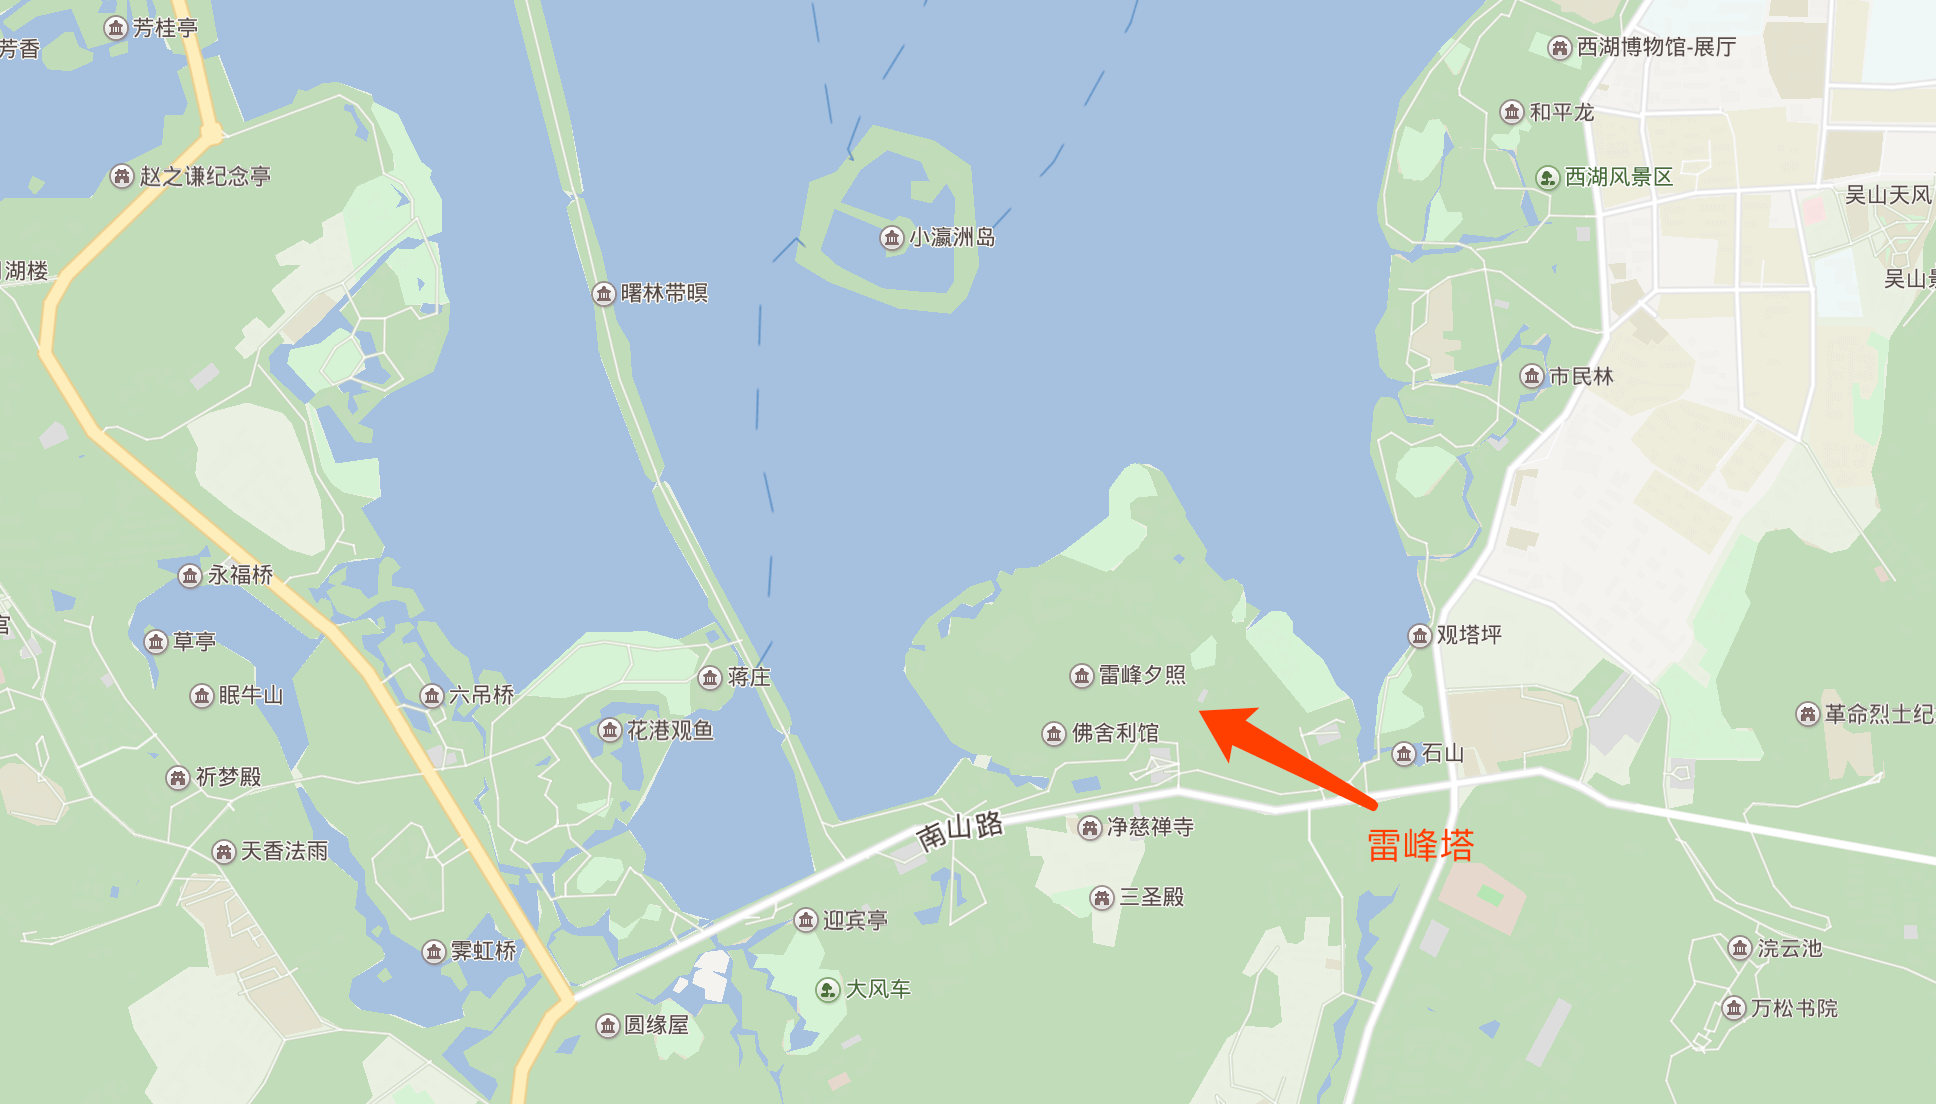 芳桂亭
芳香
西湖博物馆-展厅
和平龙
赵之谦纪念亭
西湖风景区
吴山天风
小瀛洲岛
湖楼
吴山景
曙林带暝
市民林
永福桥
观塔坪
草亭
雷峰夕照
蒋庄
眠牛山
六吊桥
革命烈士纪
花港观鱼
佛舍利馆
石山
祈梦殿
南山路
净慈禅寺
雷峰塔
天香法雨
三圣殿
迎宾亭
霁虹桥
浣云池
大风车
万松书院
圆缘屋